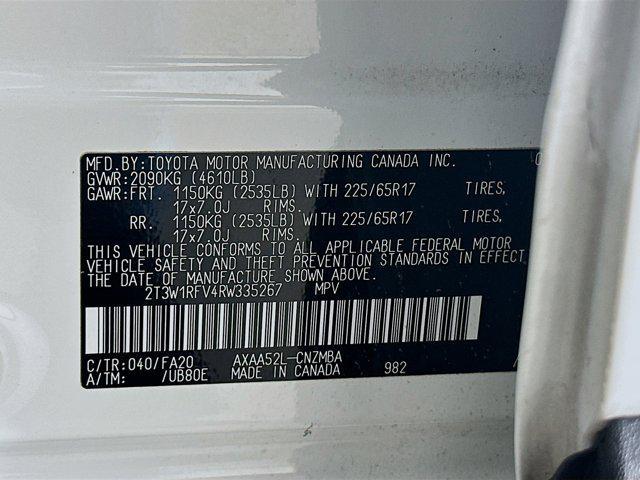 MFD.BY:TOYOTA MOTOR MANUFACTURING CANADA INC.
GVWR:2090KG (4610LB)
GAWR:FRT. 1150KG (2535LB) WITH 225/65R17 TIRES,
17x7.0J RIMS.
RR. 1150KG (2535LB) WITH 225/65R17 TIRES,
17x7.0J RIMS.
THIS VEHICLE CONFORMS TO ALL APPLICABLE FEDERAL MOTOR
VEHICLE SAFETY AND THEFT PREVENTION STANDARDS IN EFFECT
THE DATE OF MANUFACTURE SHOWN ABOVE.
2T3W1RFV4RW335267 MPV
C/TR:040/FA20 AXAA52L-CNZMBA
A/TM: /UB80E MADE IN CANADA 982